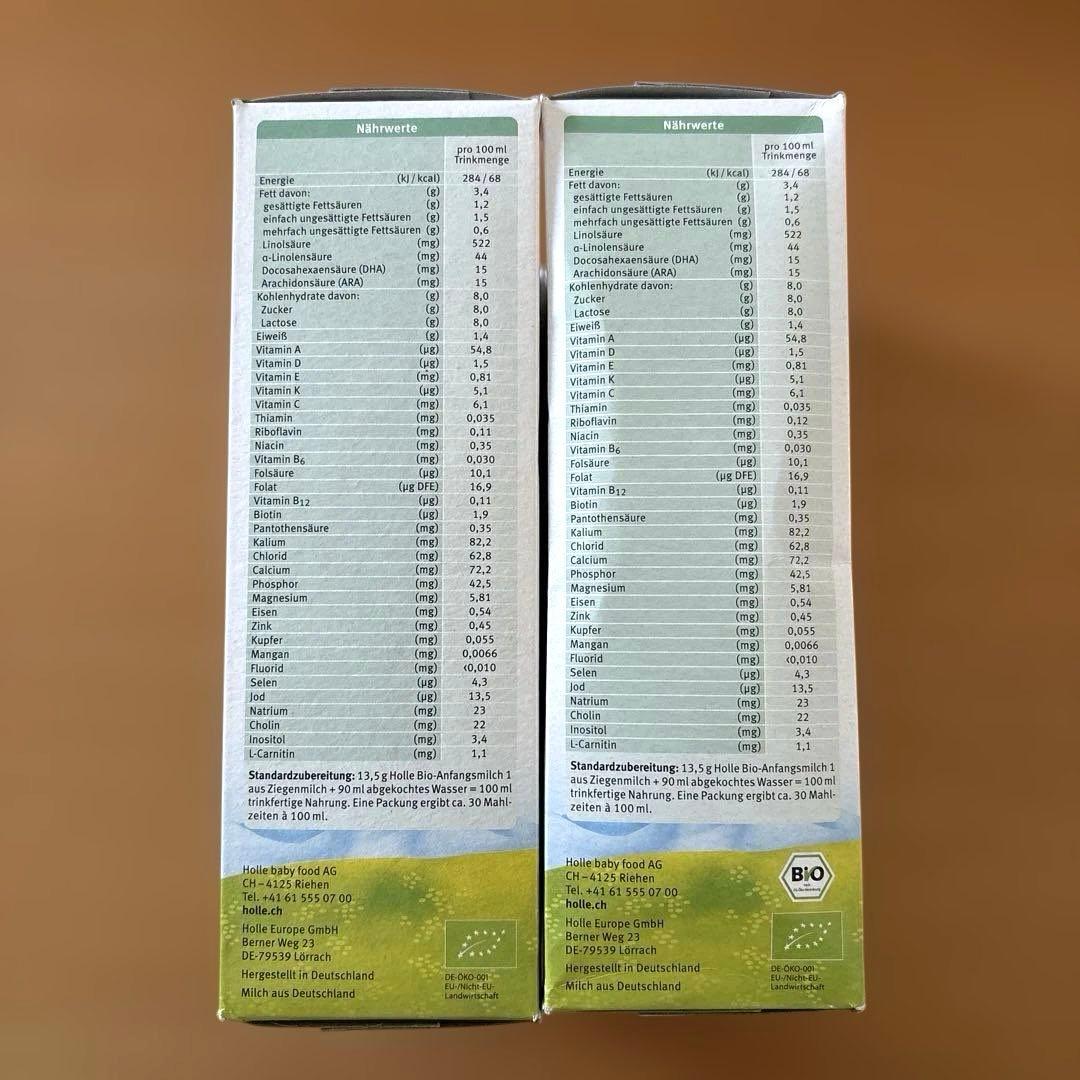 Nährwerte
pro 100 ml
Trinkmenge
Energie (kJ / kcal) 284 / 68
Fett davon: (g) 3,4
gesättigte Fettsäuren (g) 1,2
einfach ungesättigte Fettsäuren (g) 1,5
mehrfach ungesättigte Fettsäuren (g) 0,6
Linolsäure (mg) 522
α-Linolensäure (mg) 44
Docosahexaensäure (DHA) (mg) 15
Arachidonsäure (ARA) (mg) 15
Kohlenhydrate davon: (g) 8,0
Zucker (g) 8,0
Lactose (g) 8,0
Eiweiß (g) 1,4
Vitamin A (µg) 54,8
Vitamin D (µg) 1,5
Vitamin E (mg) 0,81
Vitamin K (µg) 5,1
Vitamin C (mg) 6,1
Thiamin (mg) 0,035
Riboflavin (mg) 0,11
Niacin (mg) 0,35
Vitamin B6 (mg) 0,030
Folsäure (µg) 10,1
Folat (µg DFE) 16,9
Vitamin B12 (µg) 0,11
Biotin (µg) 1,9
Pantothensäure (mg) 0,35
Kalium (mg) 82,2
Chlorid (mg) 62,8
Calcium (mg) 72,2
Phosphor (mg) 42,5
Magnesium (mg) 5,81
Eisen (mg) 0,54
Zink (mg) 0,45
Kupfer (mg) 0,055
Mangan (mg) 0,0066
Fluorid (mg) <0,010
Selen (µg) 4,3
Jod (µg) 13,5
Natrium (mg) 23
Cholin (mg) 22
Inositol (mg) 3,4
L-Carnitin (mg) 1,1
Standardzubereitung: 13,5 g Holle Bio-Anfangsmilch 1
aus Ziegenmilch + 90 ml abgekochtes Wasser = 100 ml
trinkfertige Nahrung. Eine Packung ergibt ca. 30 Mahl-
zeiten à 100 ml.
Holle baby food AG
CH – 4125 Riehen
Tel. +41 61 555 07 00
holle.ch
Holle Europe GmbH
Berner Weg 23
DE-79539 Lörrach
Hergestellt in Deutschland
Milch aus Deutschland
DE-ÖKO-001
EU-/Nicht-EU-
Landwirtschaft
Nährwerte
pro 100 ml
Trinkmenge
Energie (kJ / kcal) 284 / 68
Fett davon: (g) 3,4
gesättigte Fettsäuren (g) 1,2
einfach ungesättigte Fettsäuren (g) 1,5
mehrfach ungesättigte Fettsäuren (g) 0,6
Linolsäure (mg) 522
α-Linolensäure (mg) 44
Docosahexaensäure (DHA) (mg) 15
Arachidonsäure (ARA) (mg) 15
Kohlenhydrate davon: (g) 8,0
Zucker (g) 8,0
Lactose (g) 8,0
Eiweiß (g) 1,4
Vitamin A (µg) 54,8
Vitamin D (µg) 1,5
Vitamin E (mg) 0,81
Vitamin K (µg) 5,1
Vitamin C (mg) 6,1
Thiamin (mg) 0,035
Riboflavin (mg) 0,12
Niacin (mg) 0,35
Vitamin B6 (mg) 0,030
Folsäure (µg) 10,1
Folat (µg DFE) 16,9
Vitamin B12 (µg) 0,11
Biotin (µg) 1,9
Pantothensäure (mg) 0,35
Kalium (mg) 82,2
Chlorid (mg) 62,8
Calcium (mg) 72,2
Phosphor (mg) 42,5
Magnesium (mg) 5,81
Eisen (mg) 0,54
Zink (mg) 0,45
Kupfer (mg) 0,055
Mangan (mg) 0,0066
Fluorid (mg) <0,010
Selen (µg) 4,3
Jod (µg) 13,5
Natrium (mg) 23
Cholin (mg) 22
Inositol (mg) 3,4
L-Carnitin (mg) 1,1
Standardzubereitung: 13,5 g Holle Bio-Anfangsmilch 1
aus Ziegenmilch + 90 ml abgekochtes Wasser = 100 ml
trinkfertige Nahrung. Eine Packung ergibt ca. 30 Mahl-
zeiten à 100 ml.
Holle baby food AG
CH – 4125 Riehen
Tel. +41 61 555 07 00
holle.ch
Holle Europe GmbH
Berner Weg 23
DE-79539 Lörrach
Hergestellt in Deutschland
Milch aus Deutschland
BIO
DE-ÖKO-001
EU-/Nicht-EU-
Landwirtschaft